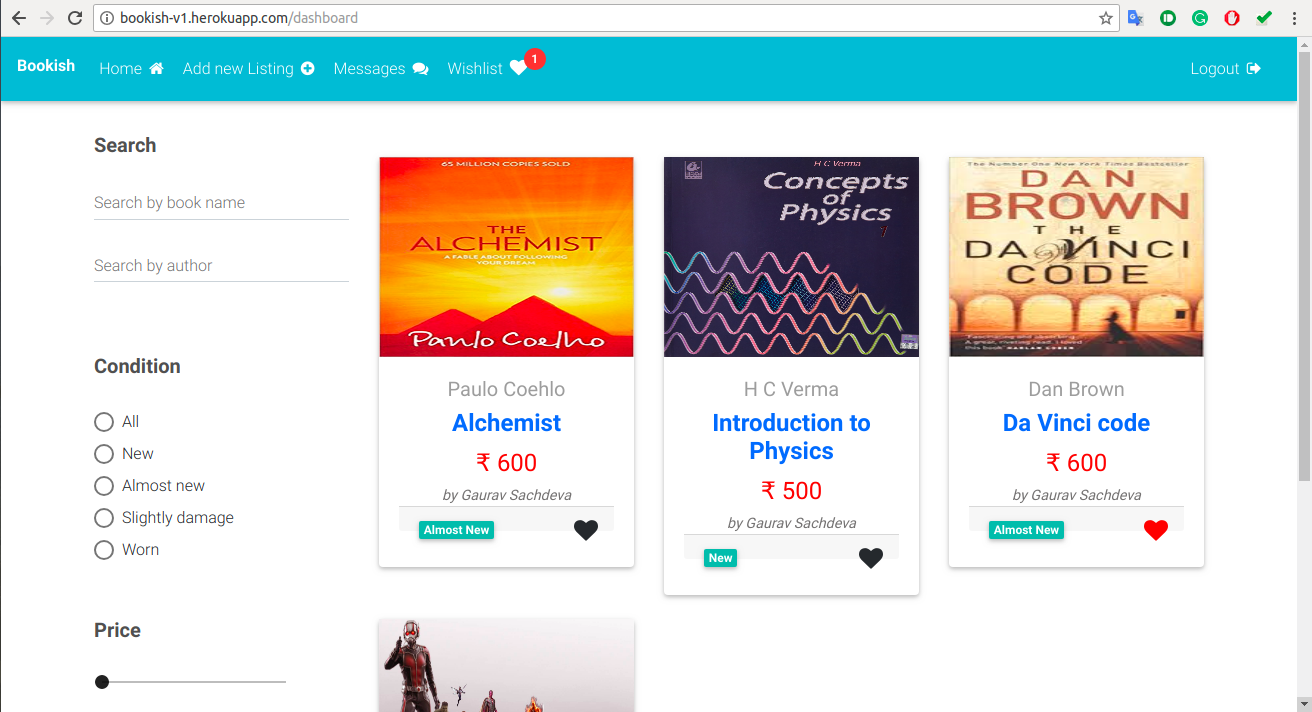 bookish-v1.herokuapp.com/dashboard
Bookish Home Add new Listing Messages Wishlist 1 Logout
Search
Search by book name
Search by author
Condition
All
New
Almost new
Slightly damage
Worn
Price
65 MILLION COPIES SOLD
THE
ALCHEMIST
A FABLE ABOUT FOLLOWING
YOUR DREAM
Paulo Coelho
Paulo Coehlo
Alchemist
₹ 600
by Gaurav Sachdeva
Almost New
H C Verma
Concepts
of
Physics
1
H C Verma
Introduction to
Physics
₹ 500
by Gaurav Sachdeva
New
The Number One New York Times Bestseller
DAN
BROWN
THE
DA VINCI
CODE
Dan Brown
Da Vinci code
₹ 600
by Gaurav Sachdeva
Almost New